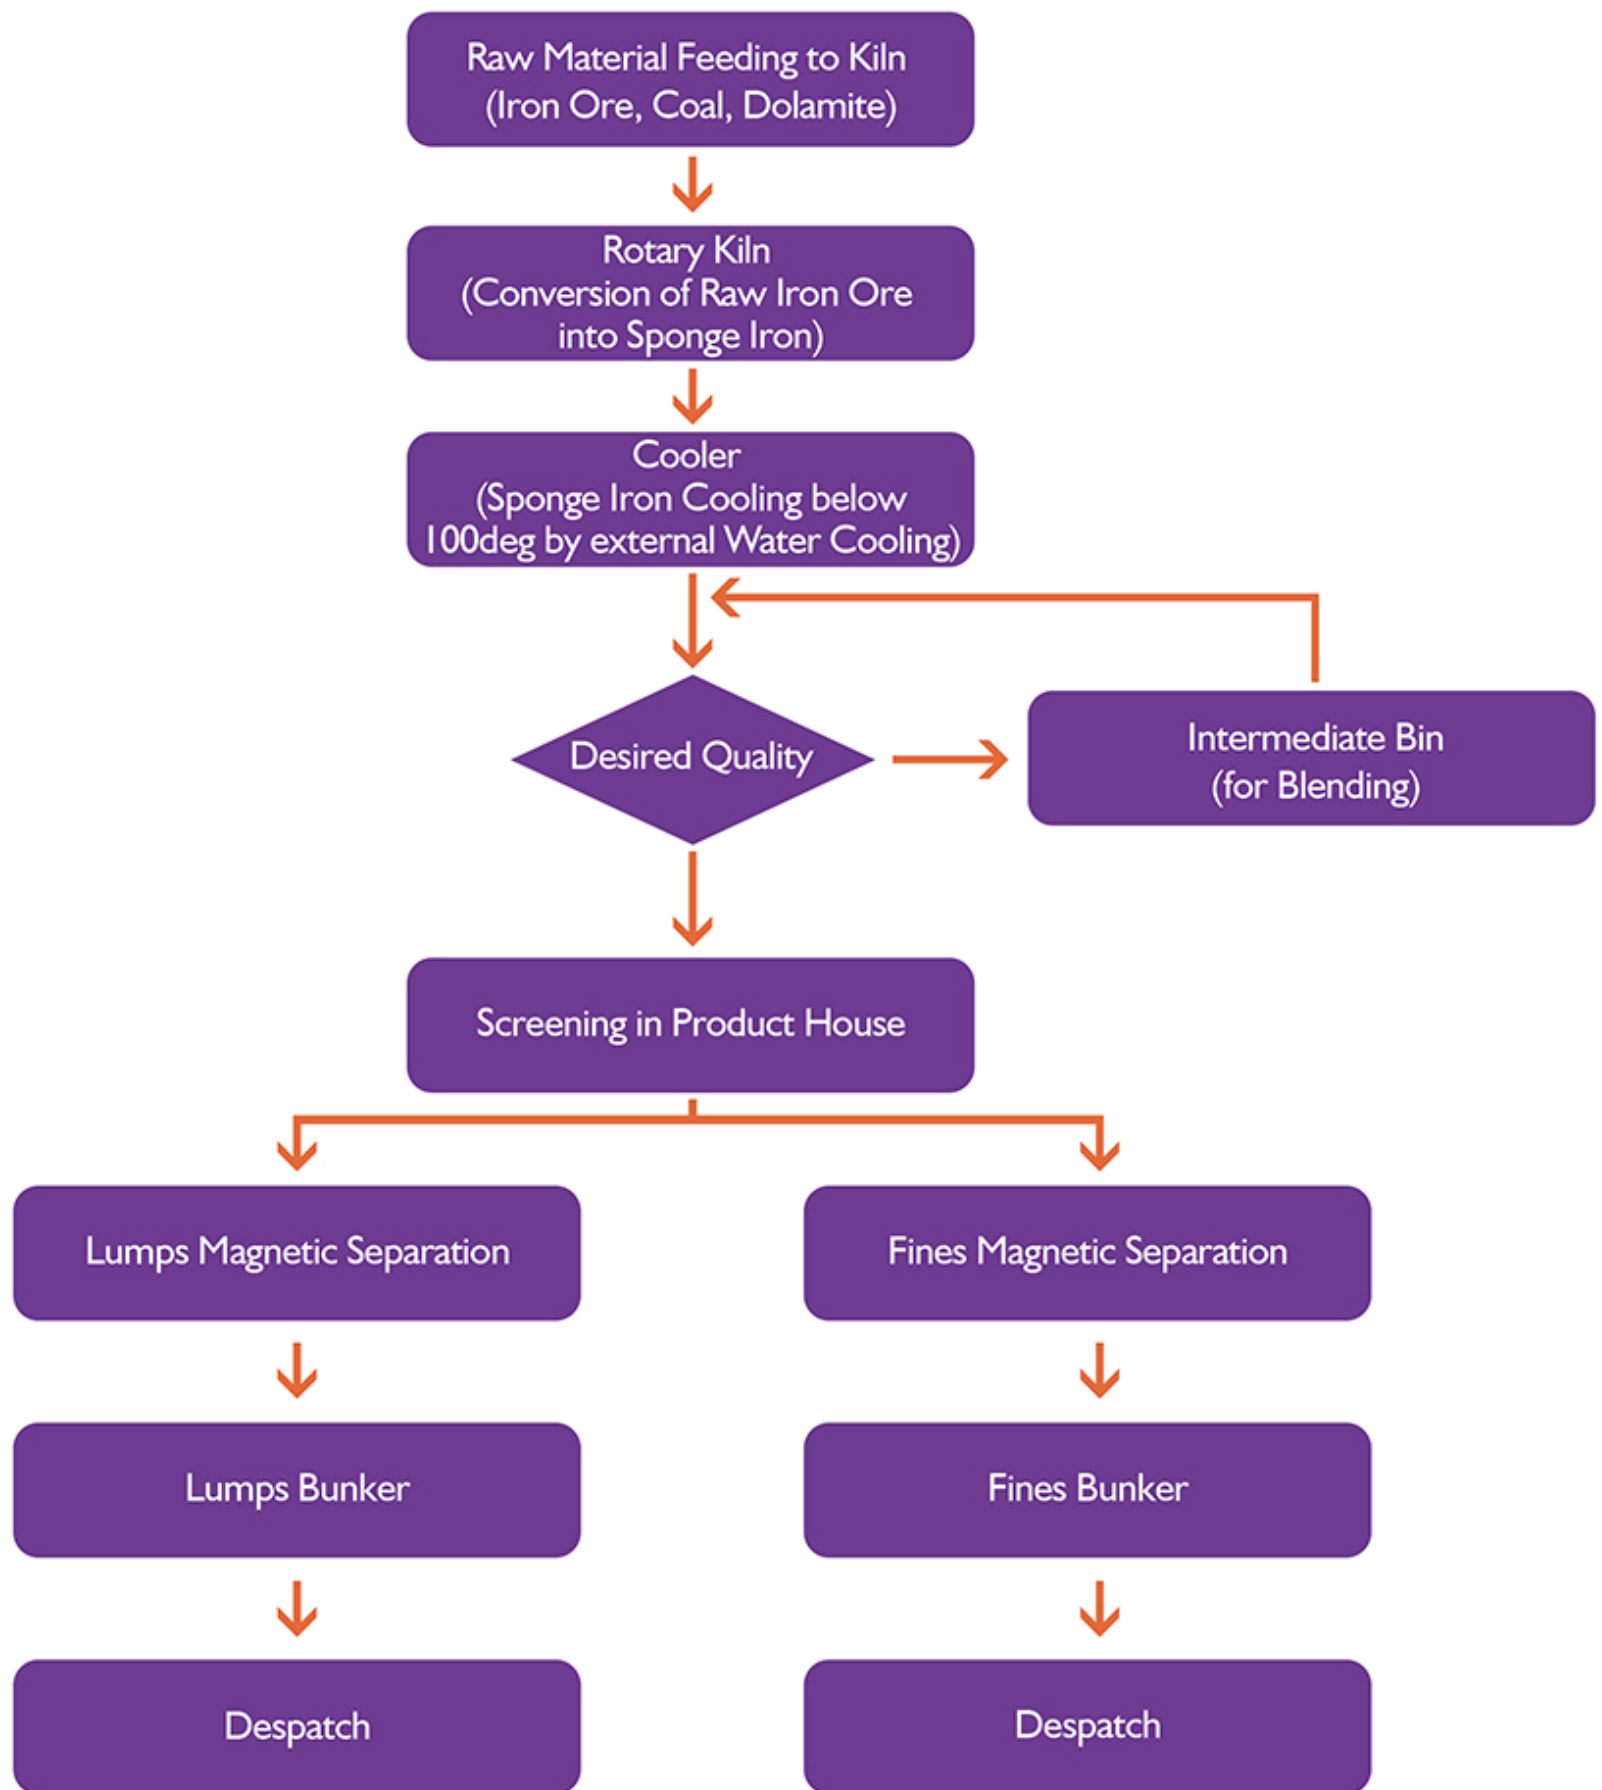 Raw Material Feeding to Kiln
(Iron Ore, Coal, Dolamite)
Rotary Kiln
(Conversion of Raw Iron Ore
into Sponge Iron)
Cooler
(Sponge Iron Cooling below
100deg by external Water Cooling)
Desired Quality
Intermediate Bin
(for Blending)
Screening in Product House
Lumps Magnetic Separation
Fines Magnetic Separation
Lumps Bunker
Fines Bunker
Despatch
Despatch